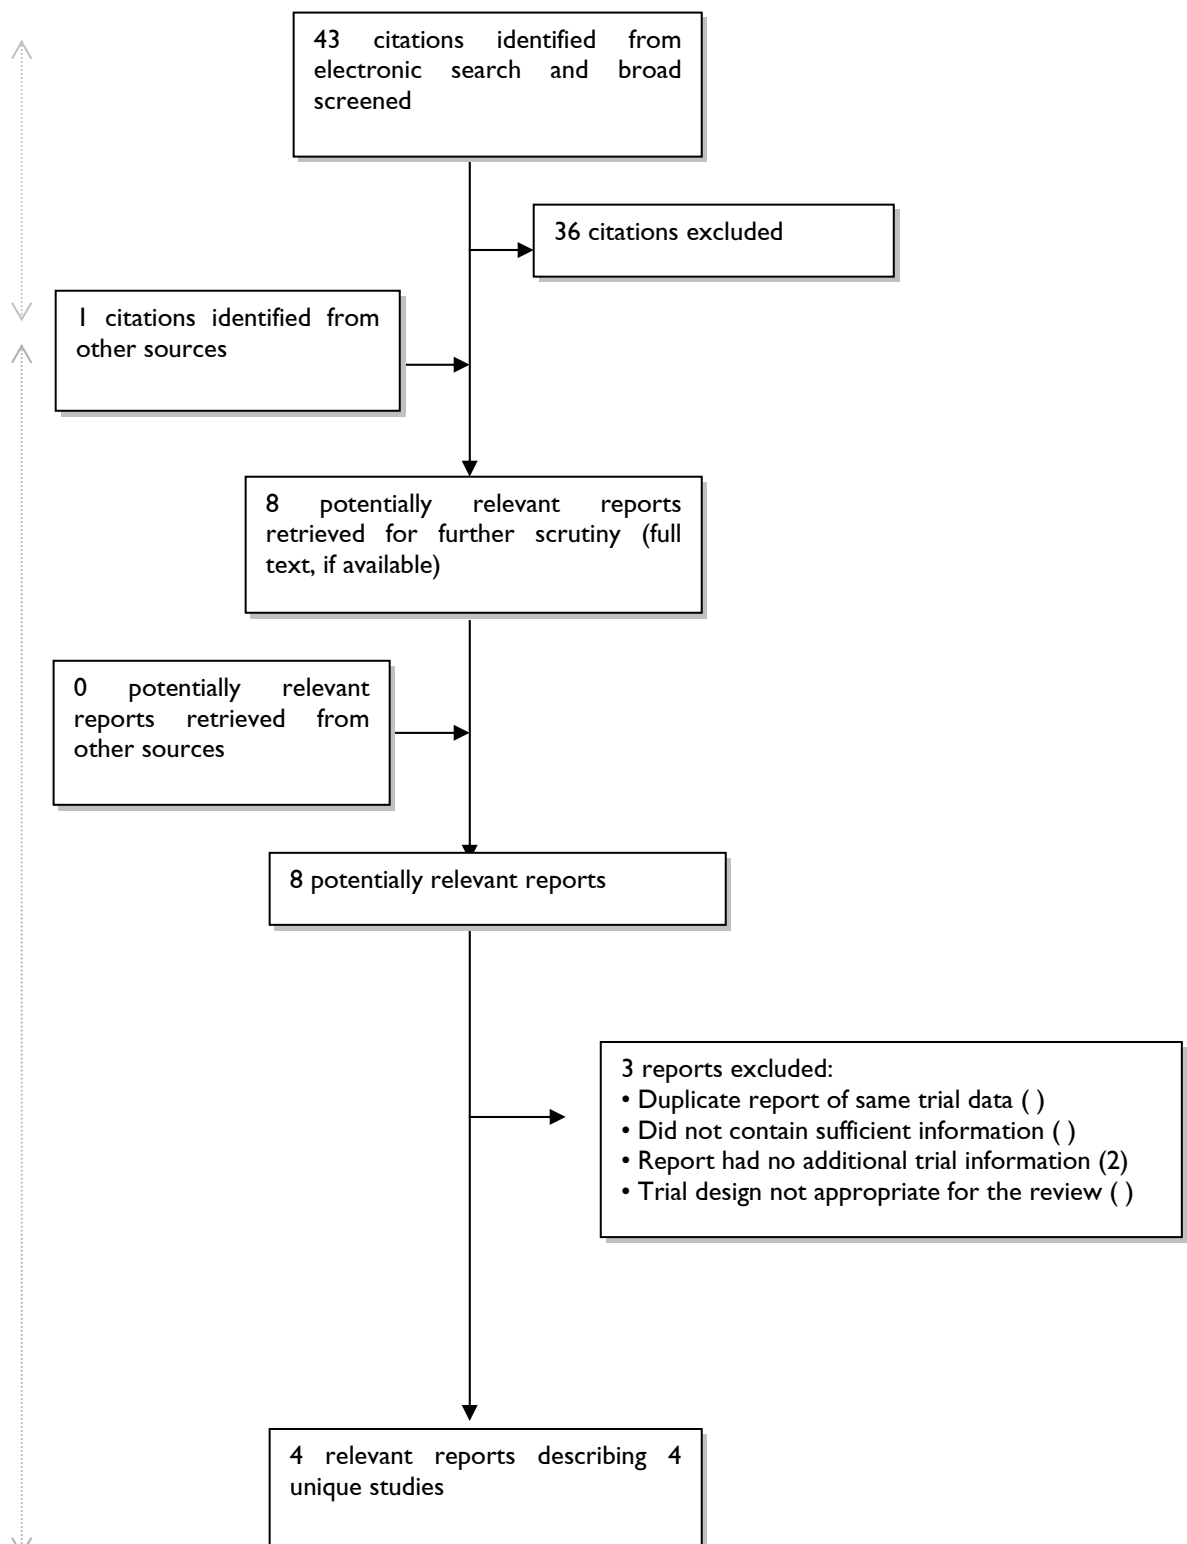 43 citations identified from
electronic search and broad
screened
36 citations excluded
1 citations identified from
other sources
8 potentially relevant reports
retrieved for further scrutiny (full
text, if available)
0 potentially relevant
reports retrieved from
other sources
8 potentially relevant reports
3 reports excluded:
• Duplicate report of same trial data ( )
• Did not contain sufficient information ( )
• Report had no additional trial information (2)
• Trial design not appropriate for the review ( )
4 relevant reports describing 4
unique studies